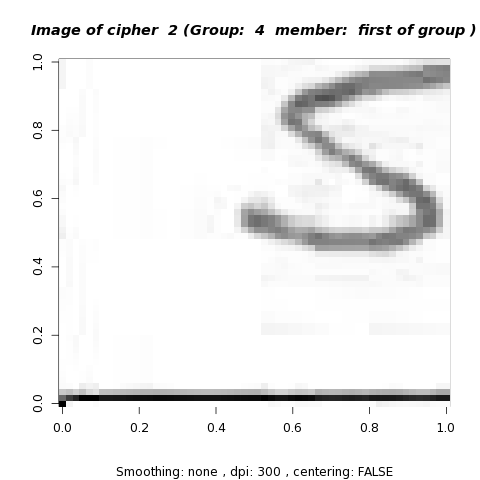 Image of cipher 2 (Group: 4 member: first of group )
1.0
0.8
0.6
0.4
0.2
0.0
5
0.0 0.2 0.4 0.6 0.8 1.0
Smoothing: none , dpi: 300 , centering: FALSE